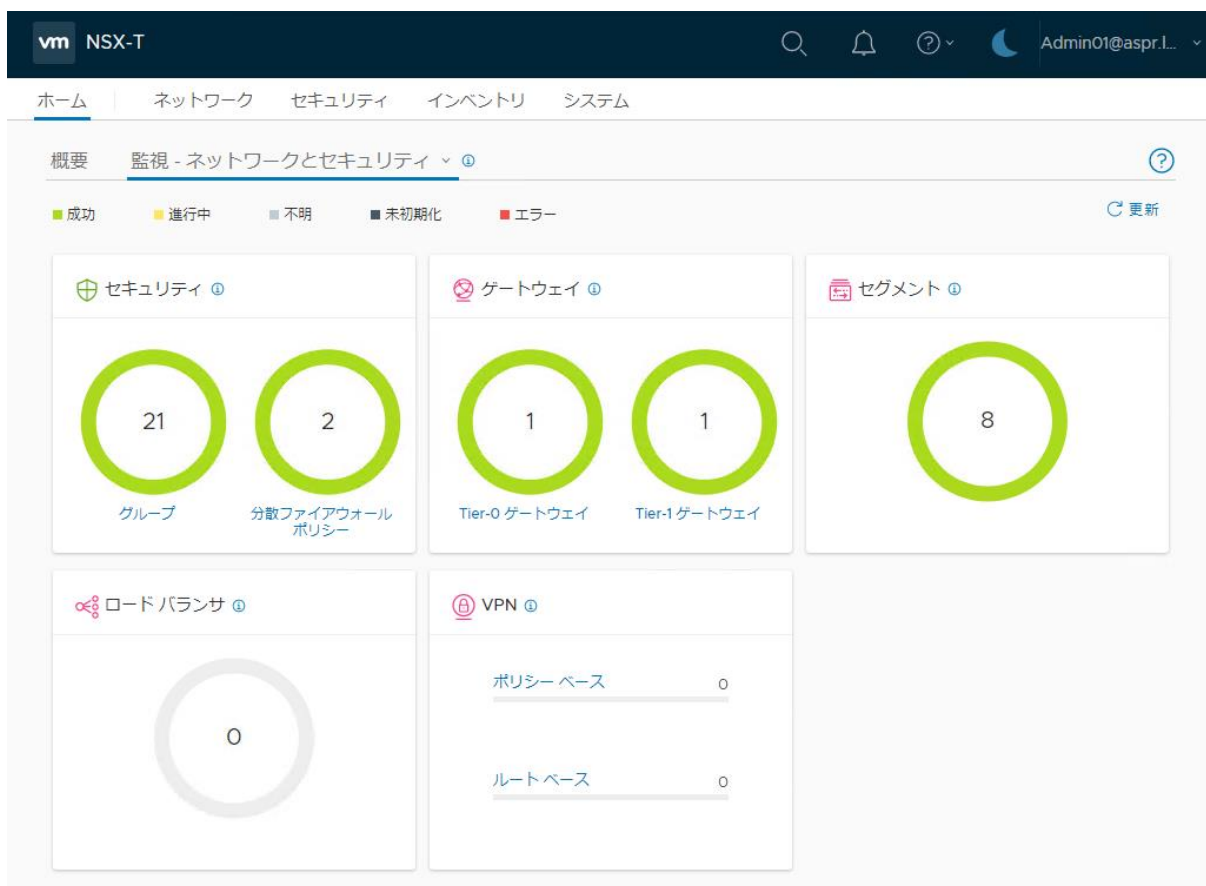 vm NSX-T Admin01@aspr.l...
ホーム ネットワーク セキュリティ インベントリ システム
概要 監視 - ネットワークとセキュリティ
成功 進行中 不明 未初期化 エラー 更新
セキュリティ ゲートウェイ セグメント
21 2 1 1 8
グループ 分散ファイアウォール Tier-0 ゲートウェイ Tier-1 ゲートウェイ
ポリシー
ロード バランサ VPN
ポリシー ベース 0
0
ルート ベース 0